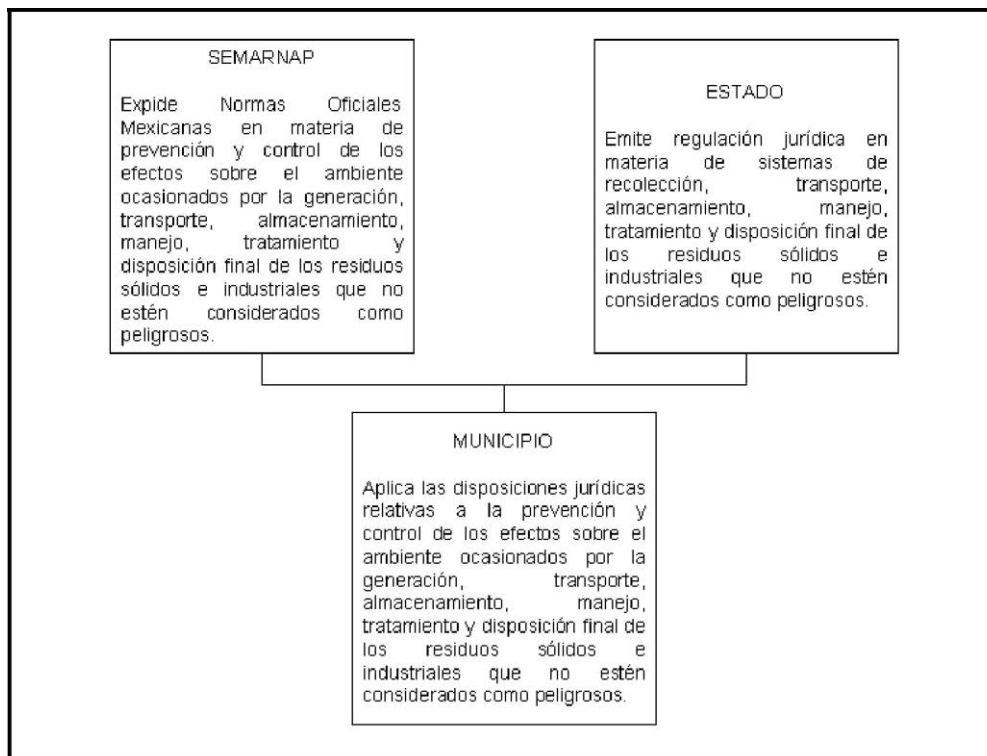 SEMARNAP
Expide Normas Oficiales
Mexicanas en materia de
prevención y control de los
efectos sobre el ambiente
ocasionados por la generación,
transporte, almacenamiento,
manejo, tratamiento y
disposición final de los residuos
sólidos e industriales que no
estén considerados como
peligrosos.
ESTADO
Emite regulación jurídica en
materia de sistemas de
recolección, transporte,
almacenamiento, manejo,
tratamiento y disposición final de
los residuos sólidos e
industriales que no estén
considerados como peligrosos.
MUNICIPIO
Aplica las disposiciones jurídicas
relativas a la prevención y
control de los efectos sobre el
ambiente ocasionados por la
generación, transporte,
almacenamiento, manejo,
tratamiento y disposición final de
los residuos sólidos e
industriales que no estén
considerados como peligrosos.